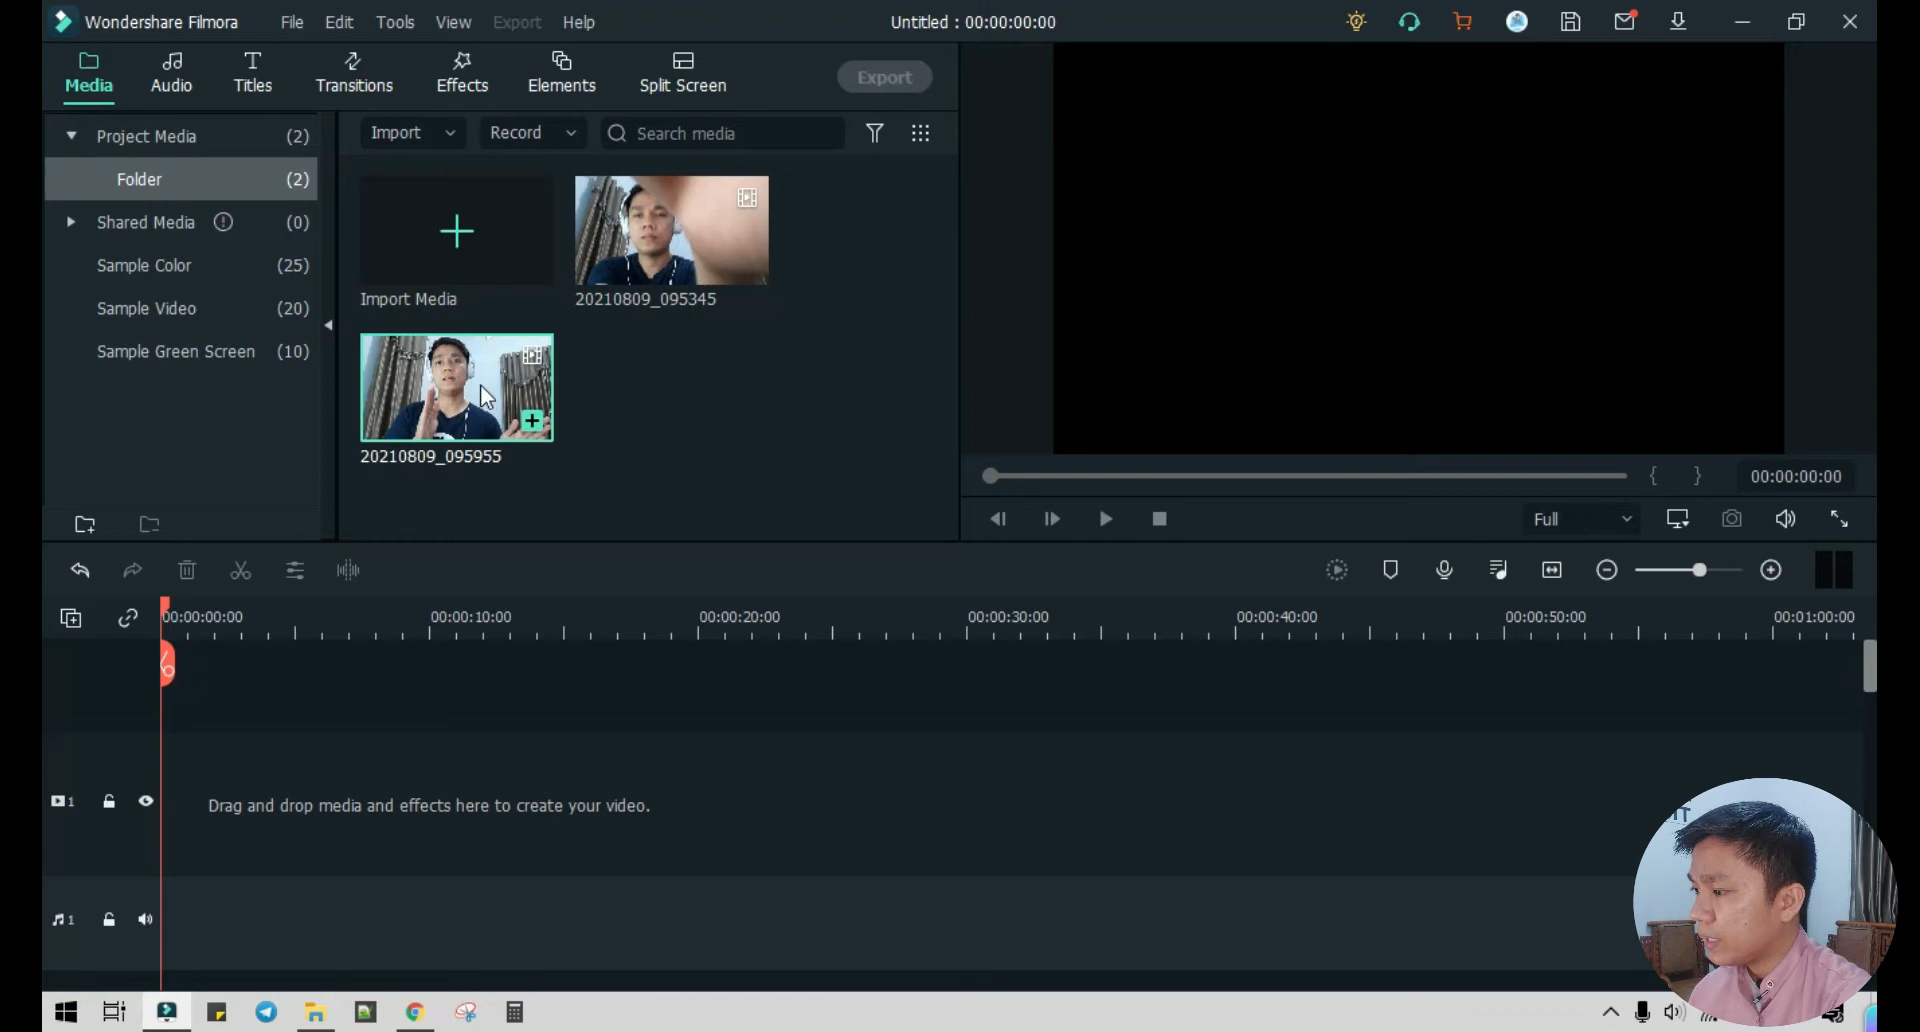 Wondershare Filmora File Edit Tools View Export Help Untitled : 00:00:00:00
Media Audio Titles Transitions Effects Elements Split Screen Export
Project Media (2)
Folder (2)
Shared Media (0)
Sample Color (25)
Sample Video (20)
Sample Green Screen (10)
Import Record Search media
Import Media 20210809_095345
20210809_095955
{ } 00:00:00:00
Full
00:00:00:00 00:00:10:00 00:00:20:00 00:00:30:00 00:00:40:00 00:00:50:00 00:01:00:00
1 Drag and drop media and effects here to create your video.
1